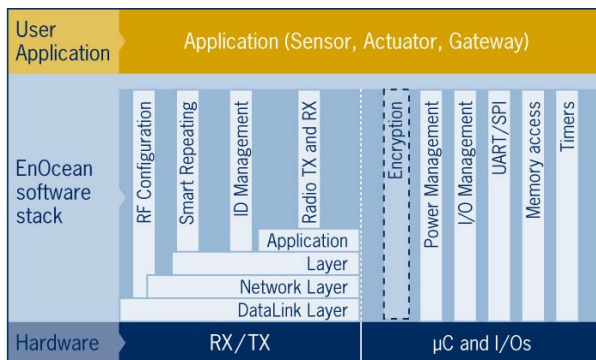 User
Application
Application (Sensor, Actuator, Gateway)
EnOcean
software
stack
RF Configuration
Smart Repeating
ID Management
Radio TX and RX
Encryption
Power Management
I/O Management
UART/SPI
Memory access
Timers
Application
Layer
Network Layer
DataLink Layer
Hardware
RX/TX
µC and I/Os